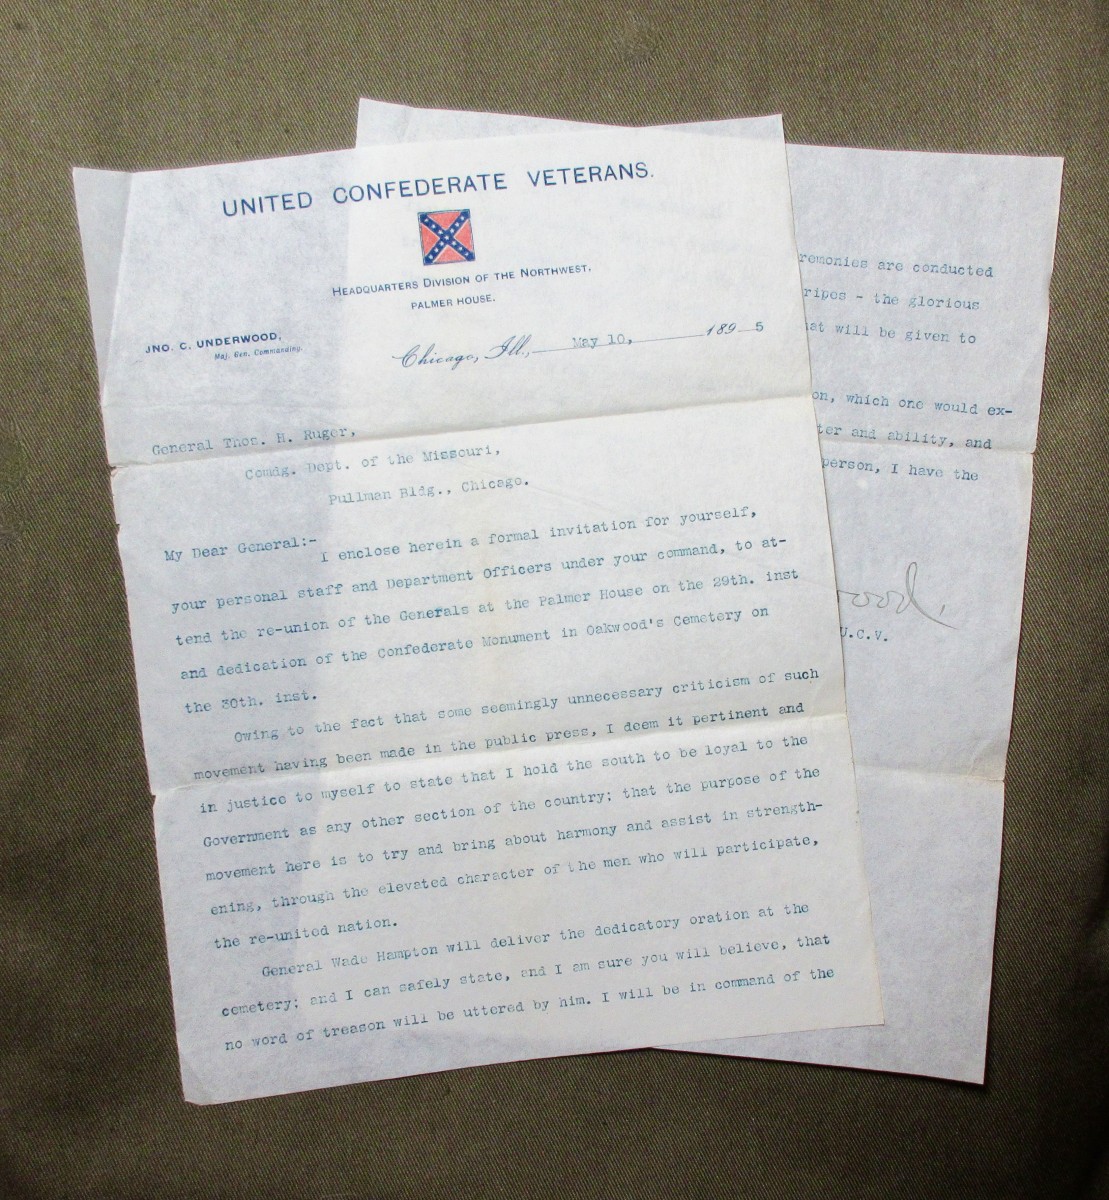 UNITED CONFEDERATE VETERANS.
HEADQUARTERS DIVISION OF THE NORTHWEST,
PALMER HOUSE.
JNO. C. UNDERWOOD,
Maj. Gen. Commanding.
Chicago, Ill., May 10, 189 5
General Thos. H. Ruger,
Comdg. Dept. of the Missouri,
Pullman Bldg., Chicago.
My Dear General:-
I enclose herein a formal invitation for yourself,
your personal staff and Department Officers under your command, to at-
tend the re-union of the Generals at the Palmer House on the 29th. inst
and dedication of the Confederate Monument in Oakwood's Cemetery on
the 30th. inst.
Owing to the fact that some seemingly unnecessary criticism of such
movement having been made in the public press, I deem it pertinent and
in justice to myself to state that I hold the south to be loyal to the
Government as any other section of the country; that the purpose of the
movement here is to try and bring about harmony and assist in strength-
ening, through the elevated character of the men who will participate,
the re-united nation.
General Wade Hampton will deliver the dedicatory oration at the
cemetery; and I can safely state, and I am sure you will believe, that
no word of treason will be uttered by him. I will be in command of the
remonies are conducted
ripes - the glorious
at will be given to
on, which one would ex-
ter and ability, and
person, I have the
wood.
U.C.V.